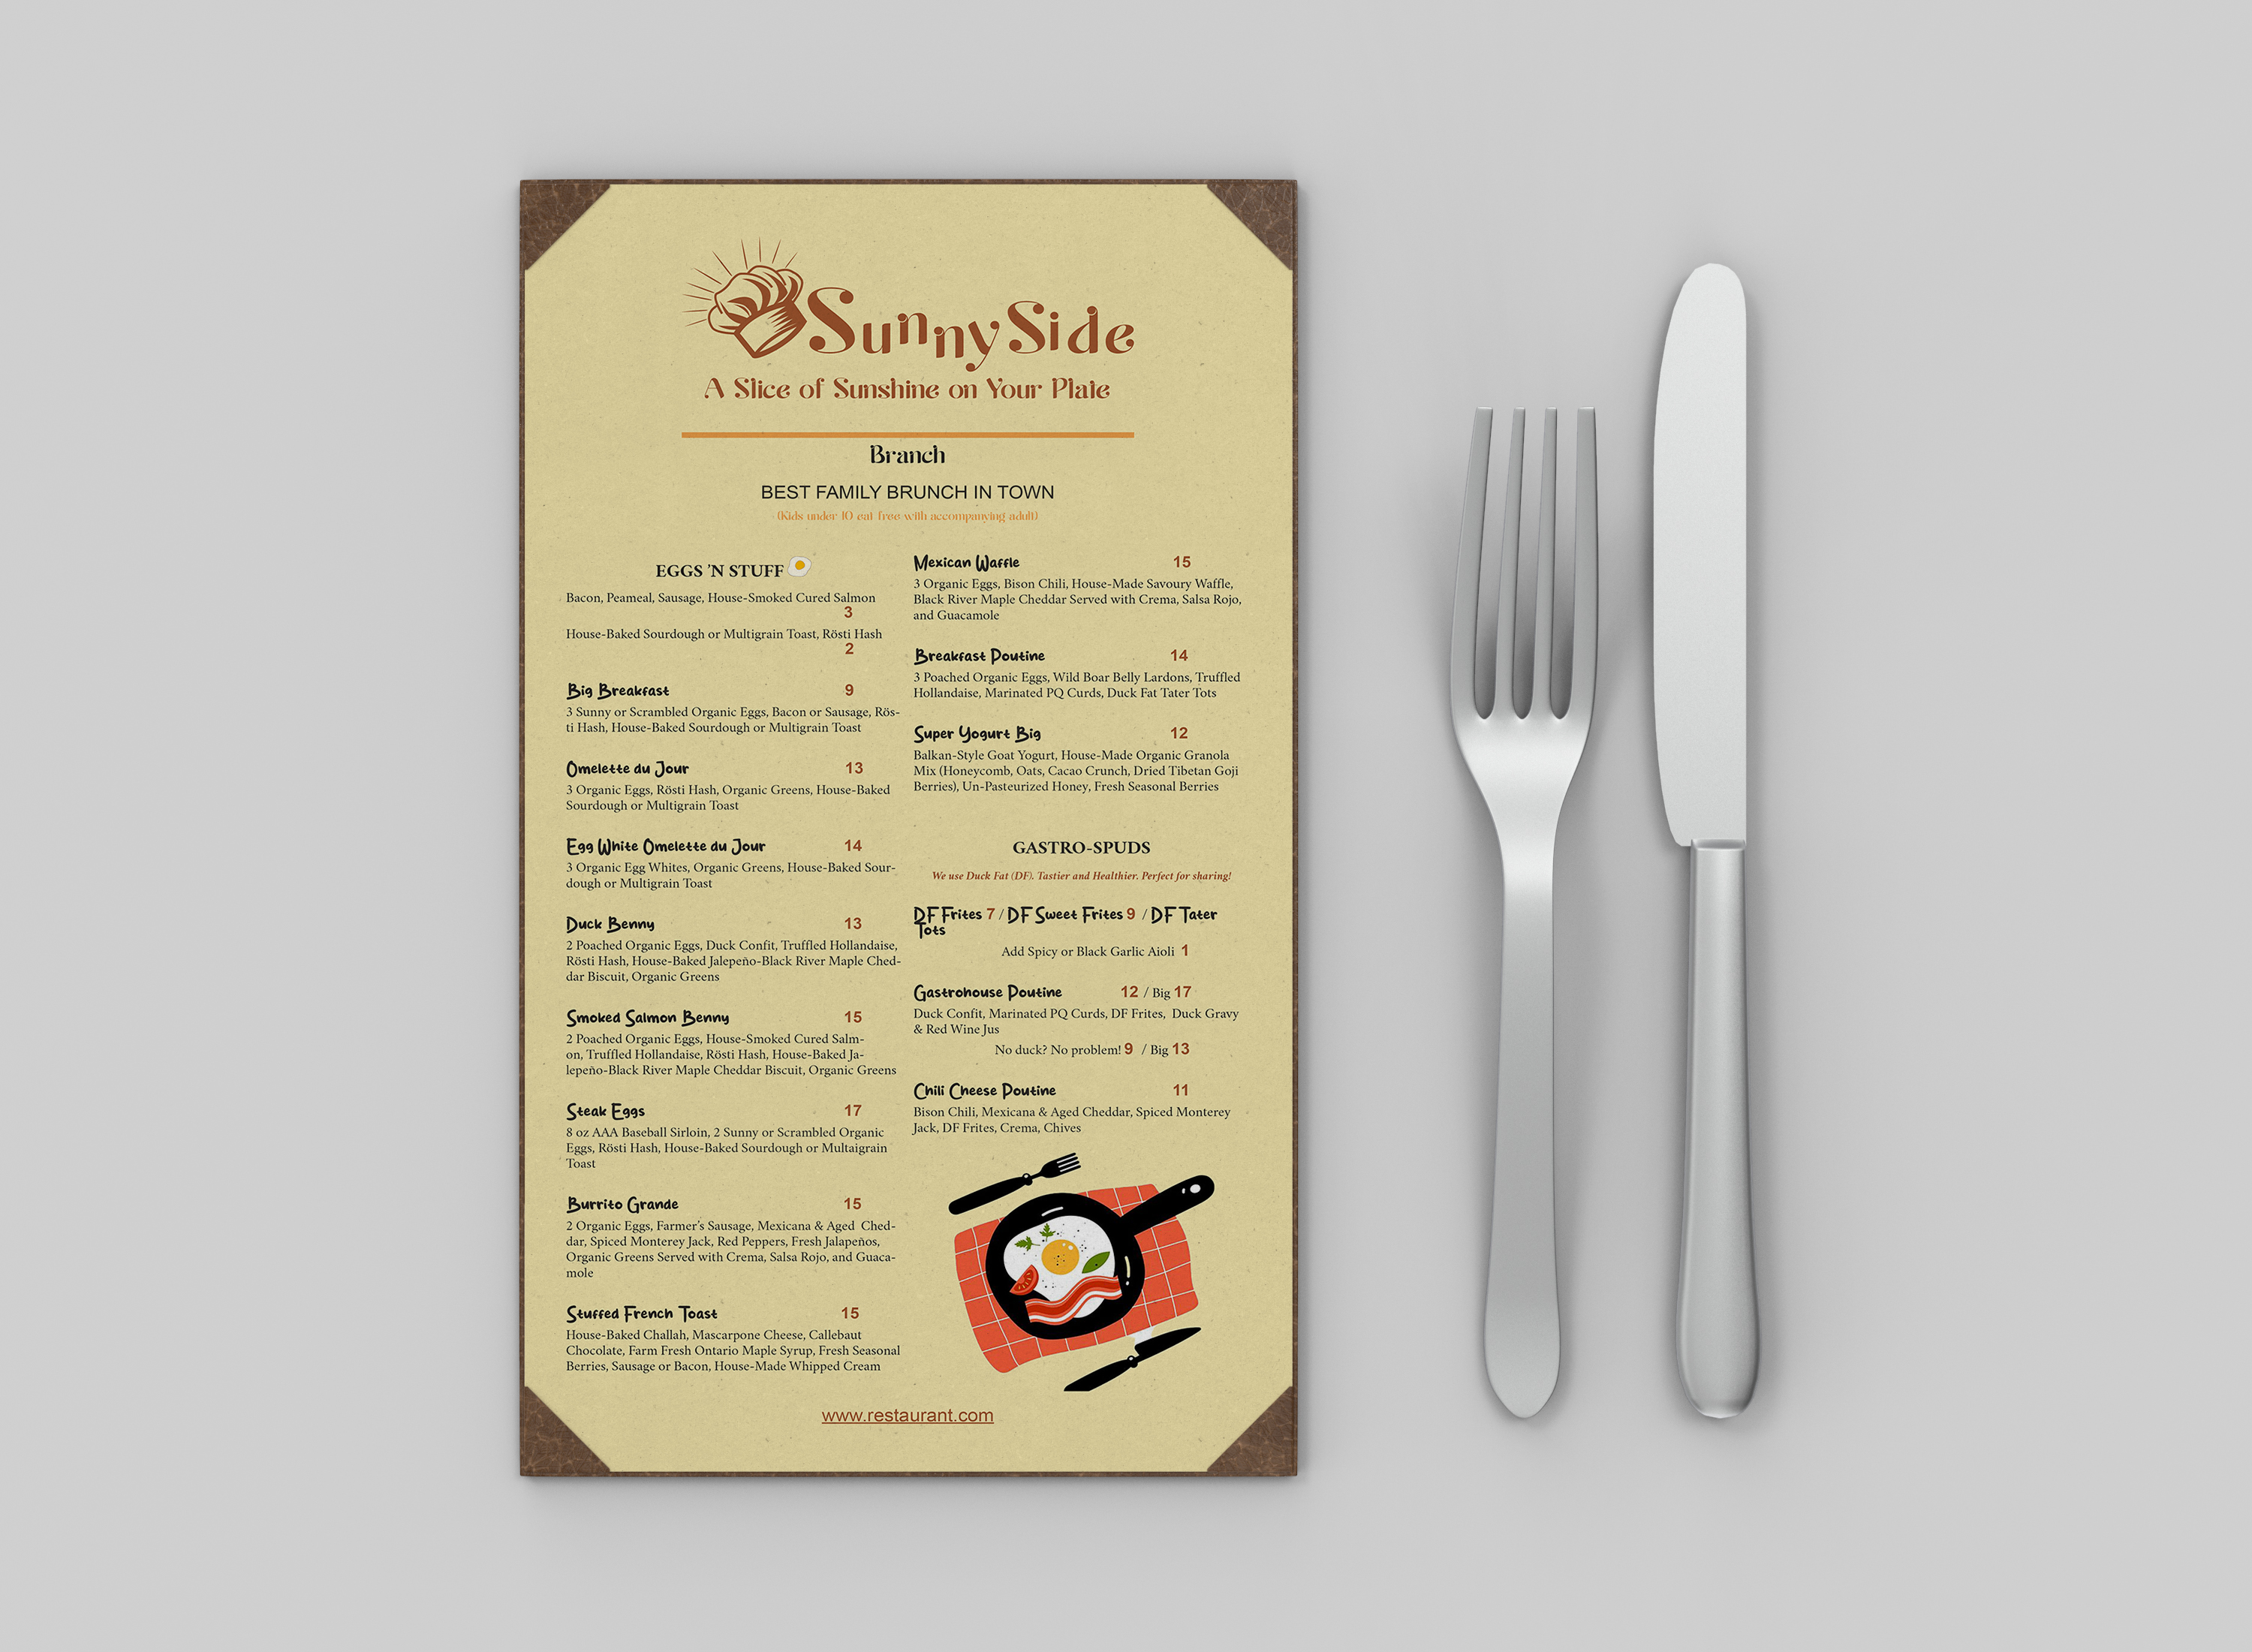 SunnySide
A Slice of Sunshine on Your Plate
Branch
BEST FAMILY BRUNCH IN TOWN
(Kids under 10 eat free with accompanying adult)
EGGS 'N STUFF
Bacon, Peameal, Sausage, House-Smoked Cured Salmon
3
House-Baked Sourdough or Multigrain Toast, Rösti Hash
2
Big Breakfast 9
3 Sunny or Scrambled Organic Eggs, Bacon or Sausage, Rös-
ti Hash, House-Baked Sourdough or Multigrain Toast
Omelette du Jour 13
3 Organic Eggs, Rösti Hash, Organic Greens, House-Baked
Sourdough or Multigrain Toast
Egg White Omelette du Jour 14
3 Organic Egg Whites, Organic Greens, House-Baked Sour-
dough or Multigrain Toast
Duck Benny 13
2 Poached Organic Eggs, Duck Confit, Truffled Hollandaise,
Rösti Hash, House-Baked Jalepeño-Black River Maple Ched-
dar Biscuit, Organic Greens
Smoked Salmon Benny 15
2 Poached Organic Eggs, House-Smoked Cured Salm-
on, Truffled Hollandaise, Rösti Hash, House-Baked Ja-
lepeño-Black River Maple Cheddar Biscuit, Organic Greens
Steak Eggs 17
8 oz AAA Baseball Sirloin, 2 Sunny or Scrambled Organic
Eggs, Rösti Hash, House-Baked Sourdough or Multaigrain
Toast
Burrito Grande 15
2 Organic Eggs, Farmer's Sausage, Mexicana & Aged Ched-
dar, Spiced Monterey Jack, Red Peppers, Fresh Jalapeños,
Organic Greens Served with Crema, Salsa Rojo, and Guaca-
mole
Stuffed French Toast 15
House-Baked Challah, Mascarpone Cheese, Callebaut
Chocolate, Farm Fresh Ontario Maple Syrup, Fresh Seasonal
Berries, Sausage or Bacon, House-Made Whipped Cream
Mexican Waffle 15
3 Organic Eggs, Bison Chili, House-Made Savoury Waffle,
Black River Maple Cheddar Served with Crema, Salsa Rojo,
and Guacamole
Breakfast Poutine 14
3 Poached Organic Eggs, Wild Boar Belly Lardons, Truffled
Hollandaise, Marinated PQ Curds, Duck Fat Tater Tots
Super Yogurt Big 12
Balkan-Style Goat Yogurt, House-Made Organic Granola
Mix (Honeycomb, Oats, Cacao Crunch, Dried Tibetan Goji
Berries), Un-Pasteurized Honey, Fresh Seasonal Berries
GASTRO-SPUDS
We use Duck Fat (DF). Tastier and Healthier. Perfect for sharing!
DF Frites 7 / DF Sweet Frites 9 / DF Tater
Tots
Add Spicy or Black Garlic Aioli 1
Gastrohouse Poutine 12 / Big 17
Duck Confit, Marinated PQ Curds, DF Frites, Duck Gravy
& Red Wine Jus
No duck? No problem! 9 / Big 13
Chili Cheese Poutine 11
Bison Chili, Mexicana & Aged Cheddar, Spiced Monterey
Jack, DF Frites, Crema, Chives
www.restaurant.com